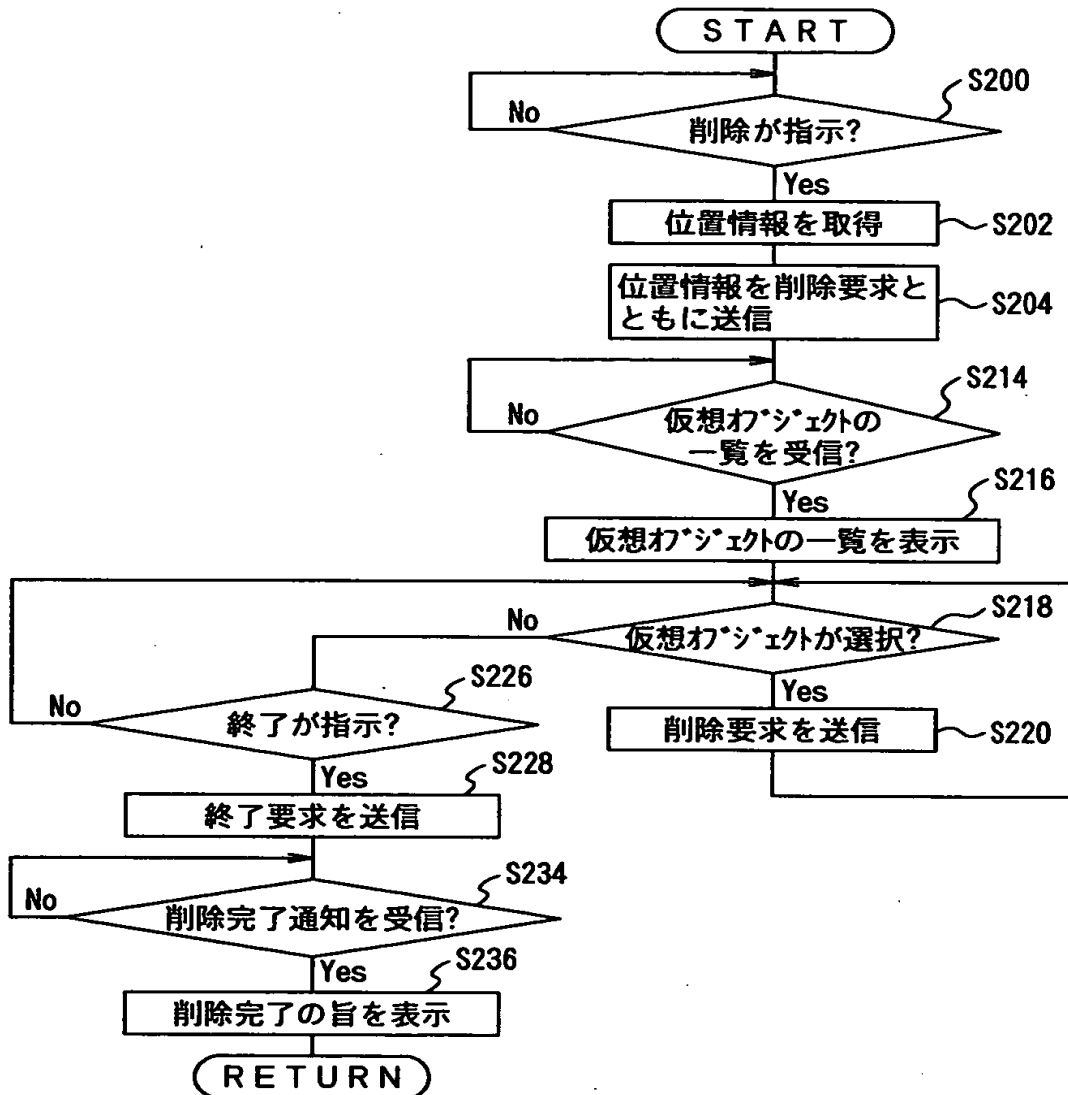 START
S200
No
削除が指示?
Yes
位置情報を取得
S202
位置情報を削除要求と
ともに送信
S204
S214
No
仮想ｵﾌﾞｼﾞｪｸﾄの
一覧を受信?
Yes
S216
仮想ｵﾌﾞｼﾞｪｸﾄの一覧を表示
S218
No
仮想ｵﾌﾞｼﾞｪｸﾄが選択?
Yes
S226
No
終了が指示?
削除要求を送信
S220
Yes
S228
終了要求を送信
S234
No
削除完了通知を受信?
Yes
S236
削除完了の旨を表示
RETURN